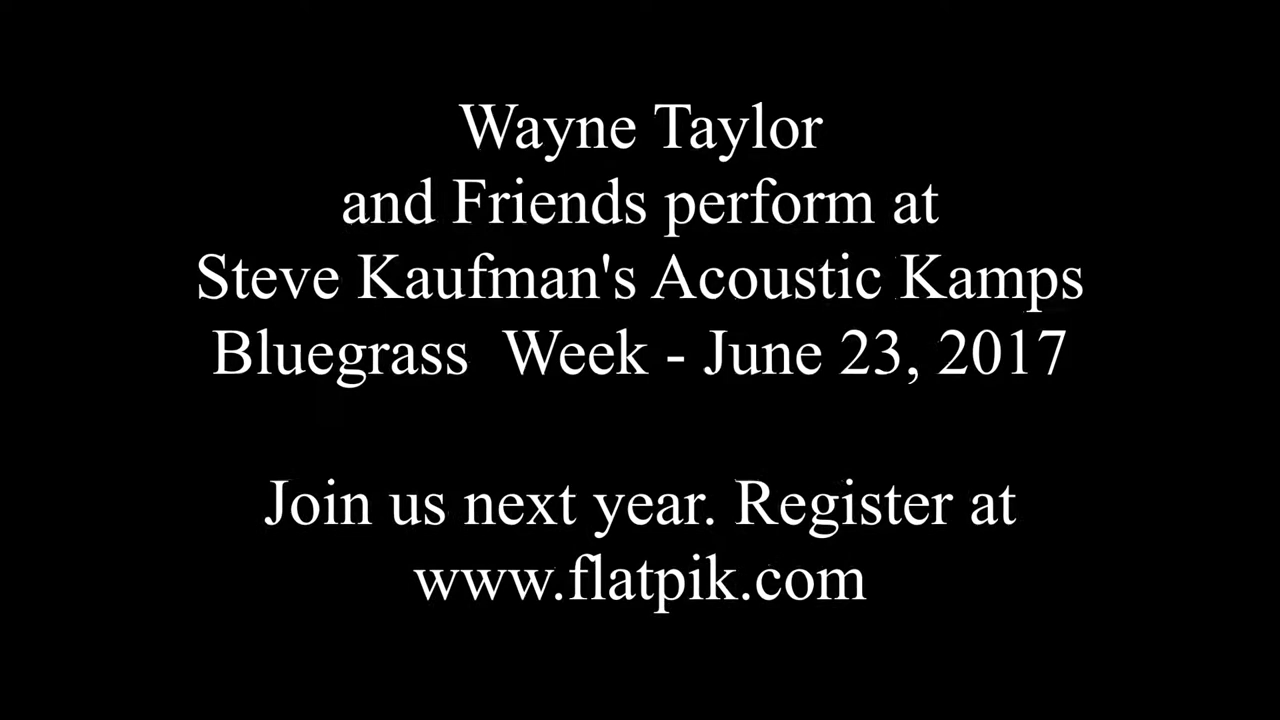 Wayne Taylor
and Friends perform at
Steve Kaufman's Acoustic Kamps
Bluegrass  Week - June 23, 2017
Join us next year. Register at
www.flatpik.com